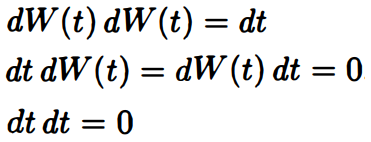 dW(t) dW(t) = dt
dt dW(t) = dW(t) dt = 0
dt dt = 0